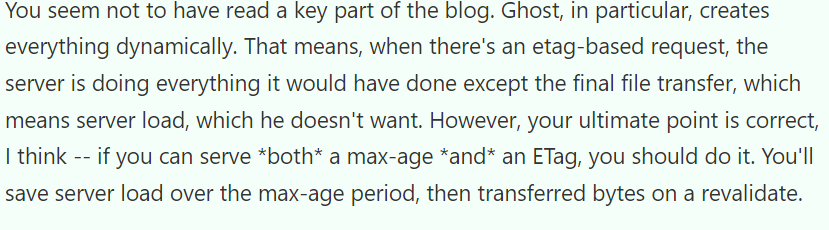 You seem not to have read a key part of the blog. Ghost, in particular, creates
everything dynamically. That means, when there's an etag-based request, the
server is doing everything it would have done except the final file transfer, which
means server load, which he doesn't want. However, your ultimate point is correct,
I think -- if you can serve *both* a max-age *and* an ETag, you should do it. You'll
save server load over the max-age period, then transferred bytes on a revalidate.